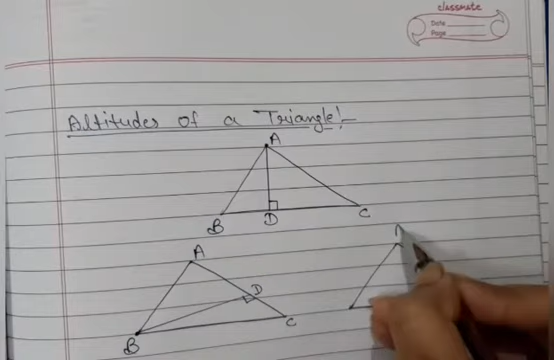 classmate
Date
Page
Altitudes of a Triangle!-
A
B
D
C
A
D
B
C